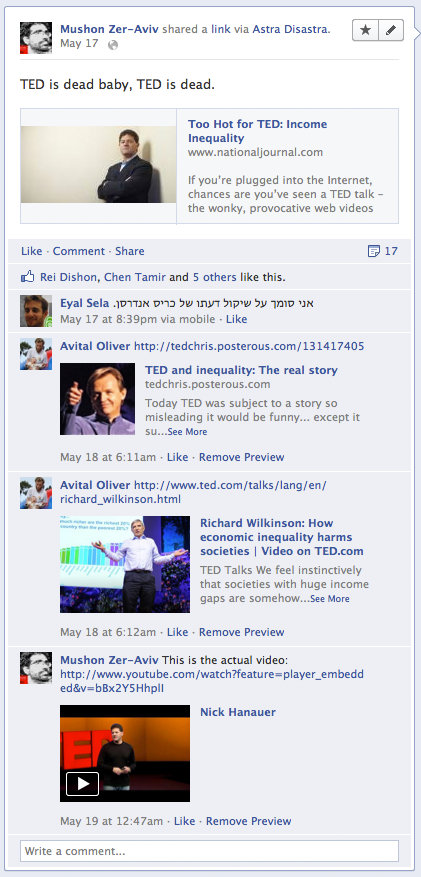 Mushon Zer-Aviv shared a link via Astra Disastra.
May 17
TED is dead baby, TED is dead.
Too Hot for TED: Income
Inequality
www.nationaljournal.com
If you're plugged into the Internet,
chances are you've seen a TED talk –
the wonky, provocative web videos
Like · Comment · Share
17
Rei Dishon, Chen Tamir and 5 others like this.
Eyal Sela אני סומך על שיקול דעתו של כריס אנדרסן.
May 17 at 8:39pm via mobile · Like
Avital Oliver http://tedchris.posterous.com/131417405
TED and inequality: The real story
tedchris.posterous.com
Today TED was subject to a story so
misleading it would be funny... except it
su...See More
May 18 at 6:11am · Like · Remove Preview
Avital Oliver http://www.ted.com/talks/lang/en/
richard_wilkinson.html
Richard Wilkinson: How
economic inequality harms
societies | Video on TED.com
TED Talks We feel instinctively
that societies with huge income
gaps are somehow...See More
May 18 at 6:12am · Like · Remove Preview
Mushon Zer-Aviv This is the actual video:
http://www.youtube.com/watch?feature=player_embedd
ed&v=bBx2Y5HhplI
Nick Hanauer
May 19 at 12:47am · Like · Remove Preview
Write a comment...